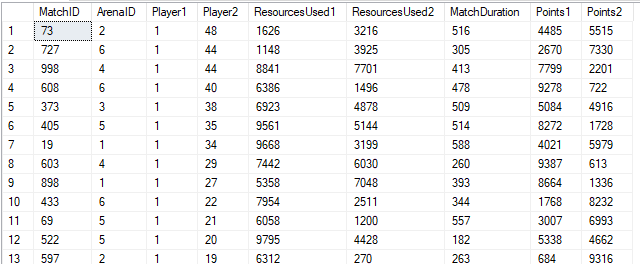 MatchID ArenaID Player1 Player2 ResourcesUsed1 ResourcesUsed2 MatchDuration Points1 Points2
1 73 2 1 48 1626 3216 516 4485 5515
2 727 6 1 44 1148 3925 305 2670 7330
3 998 4 1 44 8841 7701 413 7799 2201
4 608 6 1 40 6386 1496 478 9278 722
5 373 3 1 38 6923 4878 509 5084 4916
6 405 5 1 35 9561 5144 514 8272 1728
7 19 1 1 34 9668 3199 588 4021 5979
8 603 4 1 29 7442 6030 260 9387 613
9 898 1 1 27 5358 7048 393 8664 1336
10 433 6 1 22 7954 2511 344 1768 8232
11 69 5 1 21 6058 1200 557 3007 6993
12 522 5 1 20 9795 4428 182 5338 4662
13 597 2 1 19 6312 270 263 684 9316